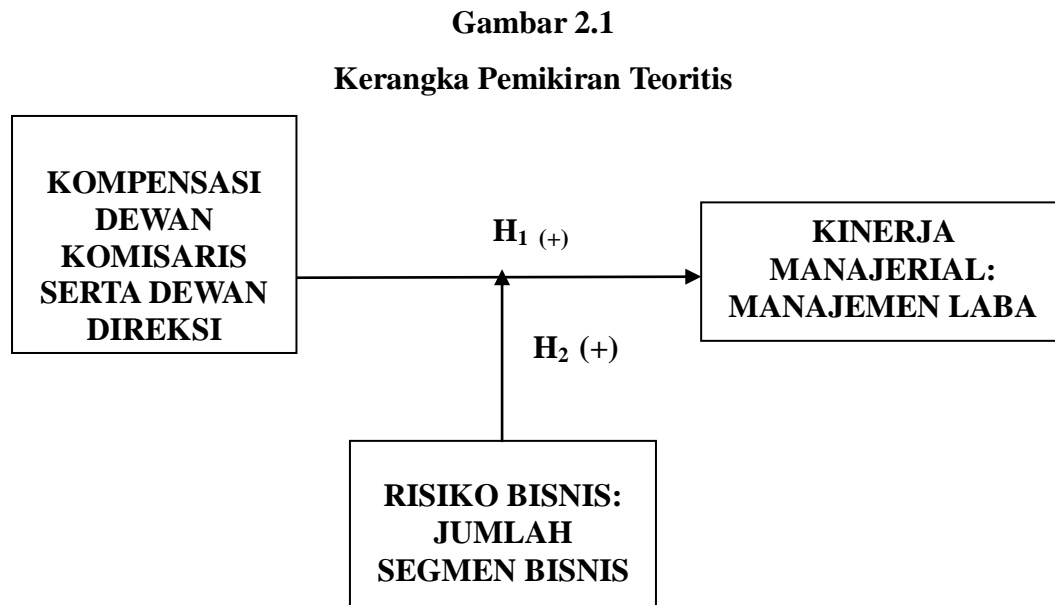 Gambar 2.1
Kerangka Pemikiran Teoritis
KOMPENSASI
DEWAN
KOMISARIS
SERTA DEWAN
DIREKSI
H₁ (+)
KINERJA
MANAJERIAL:
MANAJEMEN LABA
H₂ (+)
RISIKO BISNIS:
JUMLAH
SEGMEN BISNIS